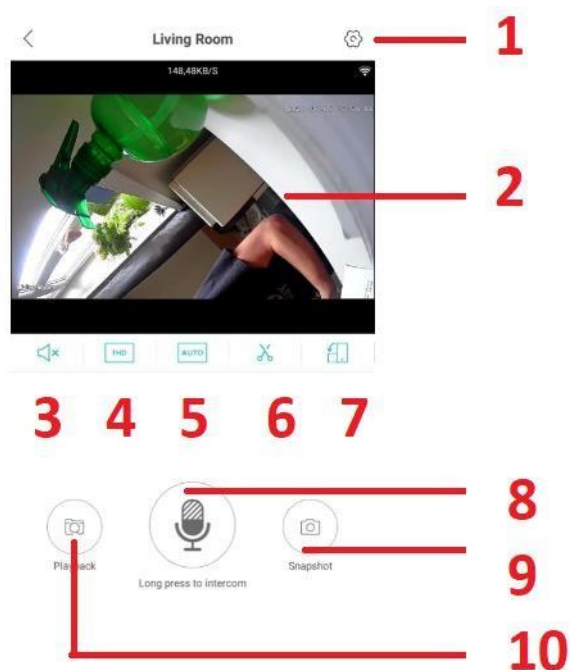 Living Room
1
148,48KB/S
2
FHD
AUTO
3 4 5 6 7
8
Playback
Long press to intercom
Snapshot
9
10